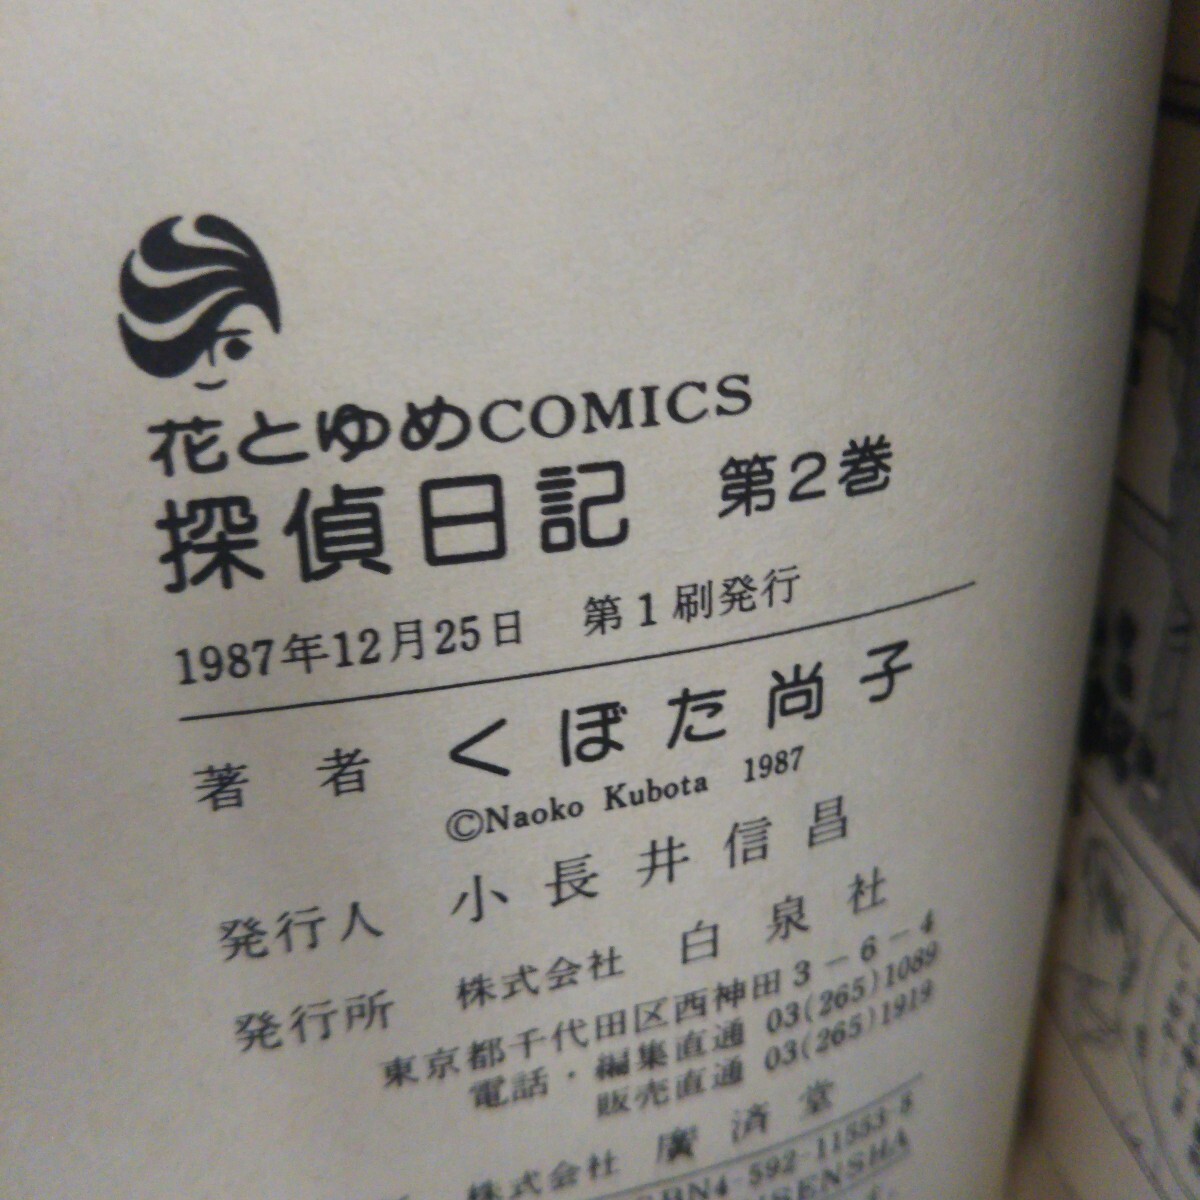 花とゆめCOMICS
探偵日記 第2巻
1987年12月25日 第1刷発行
著者 くぼた尚子
©Naoko Kubota 1987
発行人 小長井信昌
発行所 株式会社 白泉社
東京都千代田区西神田3-6-4
電話・編集直通 03(265)1089
販売直通 03(265)1919
株式会社 廣済堂
ISBN4-592-11553-5